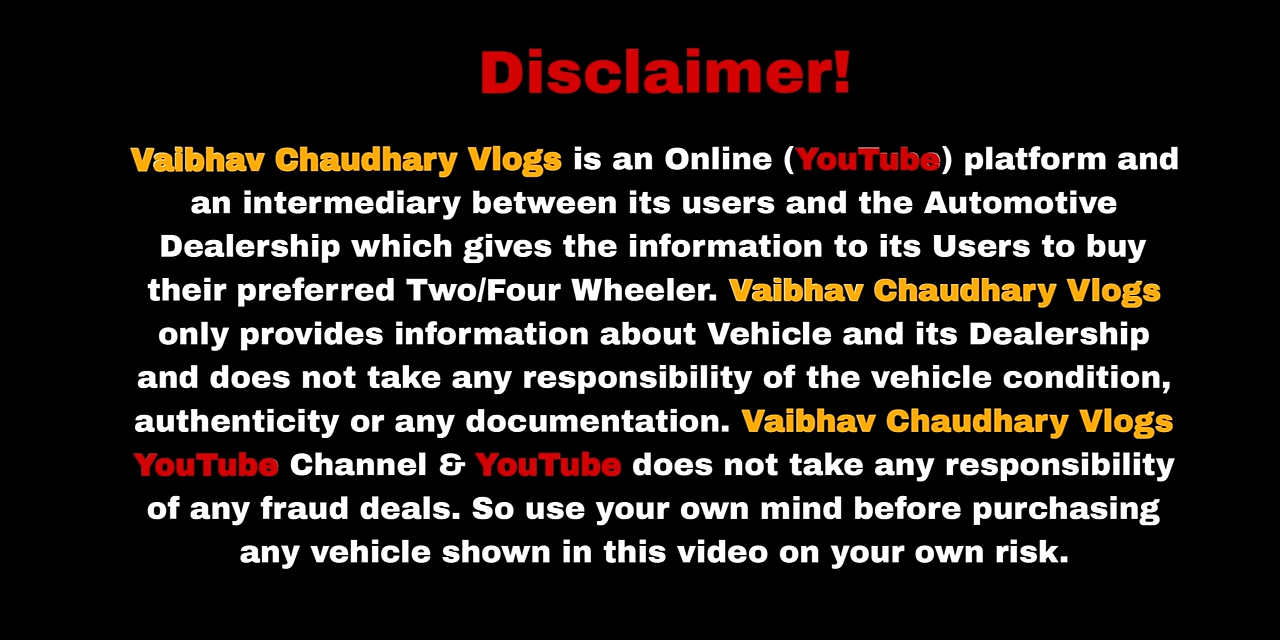 Disclaimer!
Vaibhav Chaudhary Vlogs is an Online (YouTube) platform and
an intermediary between its users and the Automotive
Dealership which gives the information to its Users to buy
their preferred Two/Four Wheeler. Vaibhav Chaudhary Vlogs
only provides information about Vehicle and its Dealership
and does not take any responsibility of the vehicle condition,
authenticity or any documentation. Vaibhav Chaudhary Vlogs
YouTube Channel & YouTube does not take any responsibility
of any fraud deals. So use your own mind before purchasing
any vehicle shown in this video on your own risk.